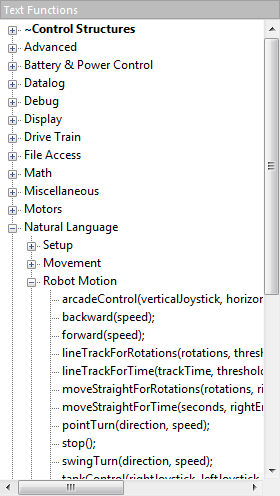 Text Functions
~Control Structures
Advanced
Battery & Power Control
Datalog
Debug
Display
Drive Train
File Access
Math
Miscellaneous
Motors
Natural Language
Setup
Movement
Robot Motion
arcadeControl(verticalJoystick, horizon
backward(speed);
forward(speed);
lineTrackForRotations(rotations, thresh
lineTrackForTime(trackTime, threshold
moveStraightForRotations(rotations, ri
moveStraightForTime(seconds, rightEn
pointTurn(direction, speed);
stop();
swingTurn(direction, speed);
tankControl(rightJoystick, leftJoystick